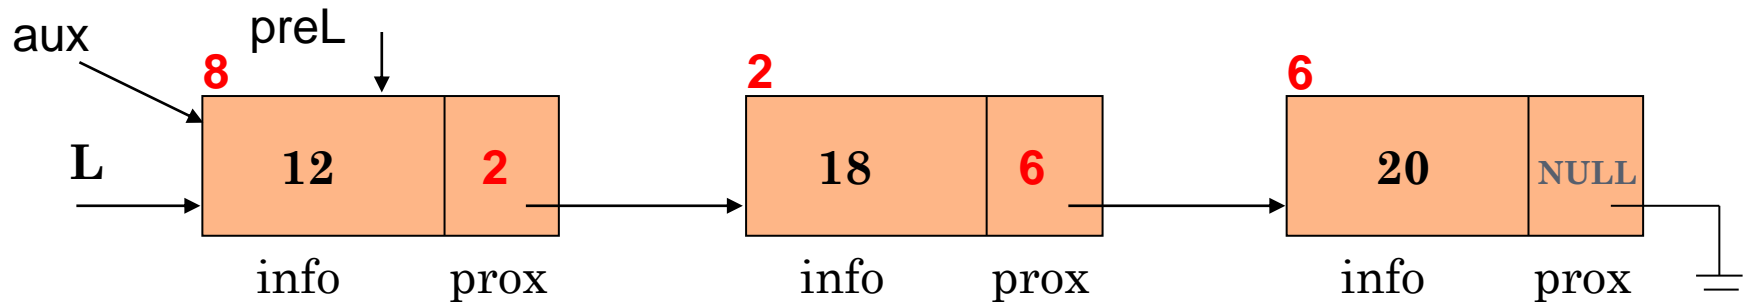 aux preL
8 2 6
L 12 2 18 6 20 NULL
info prox info prox info prox